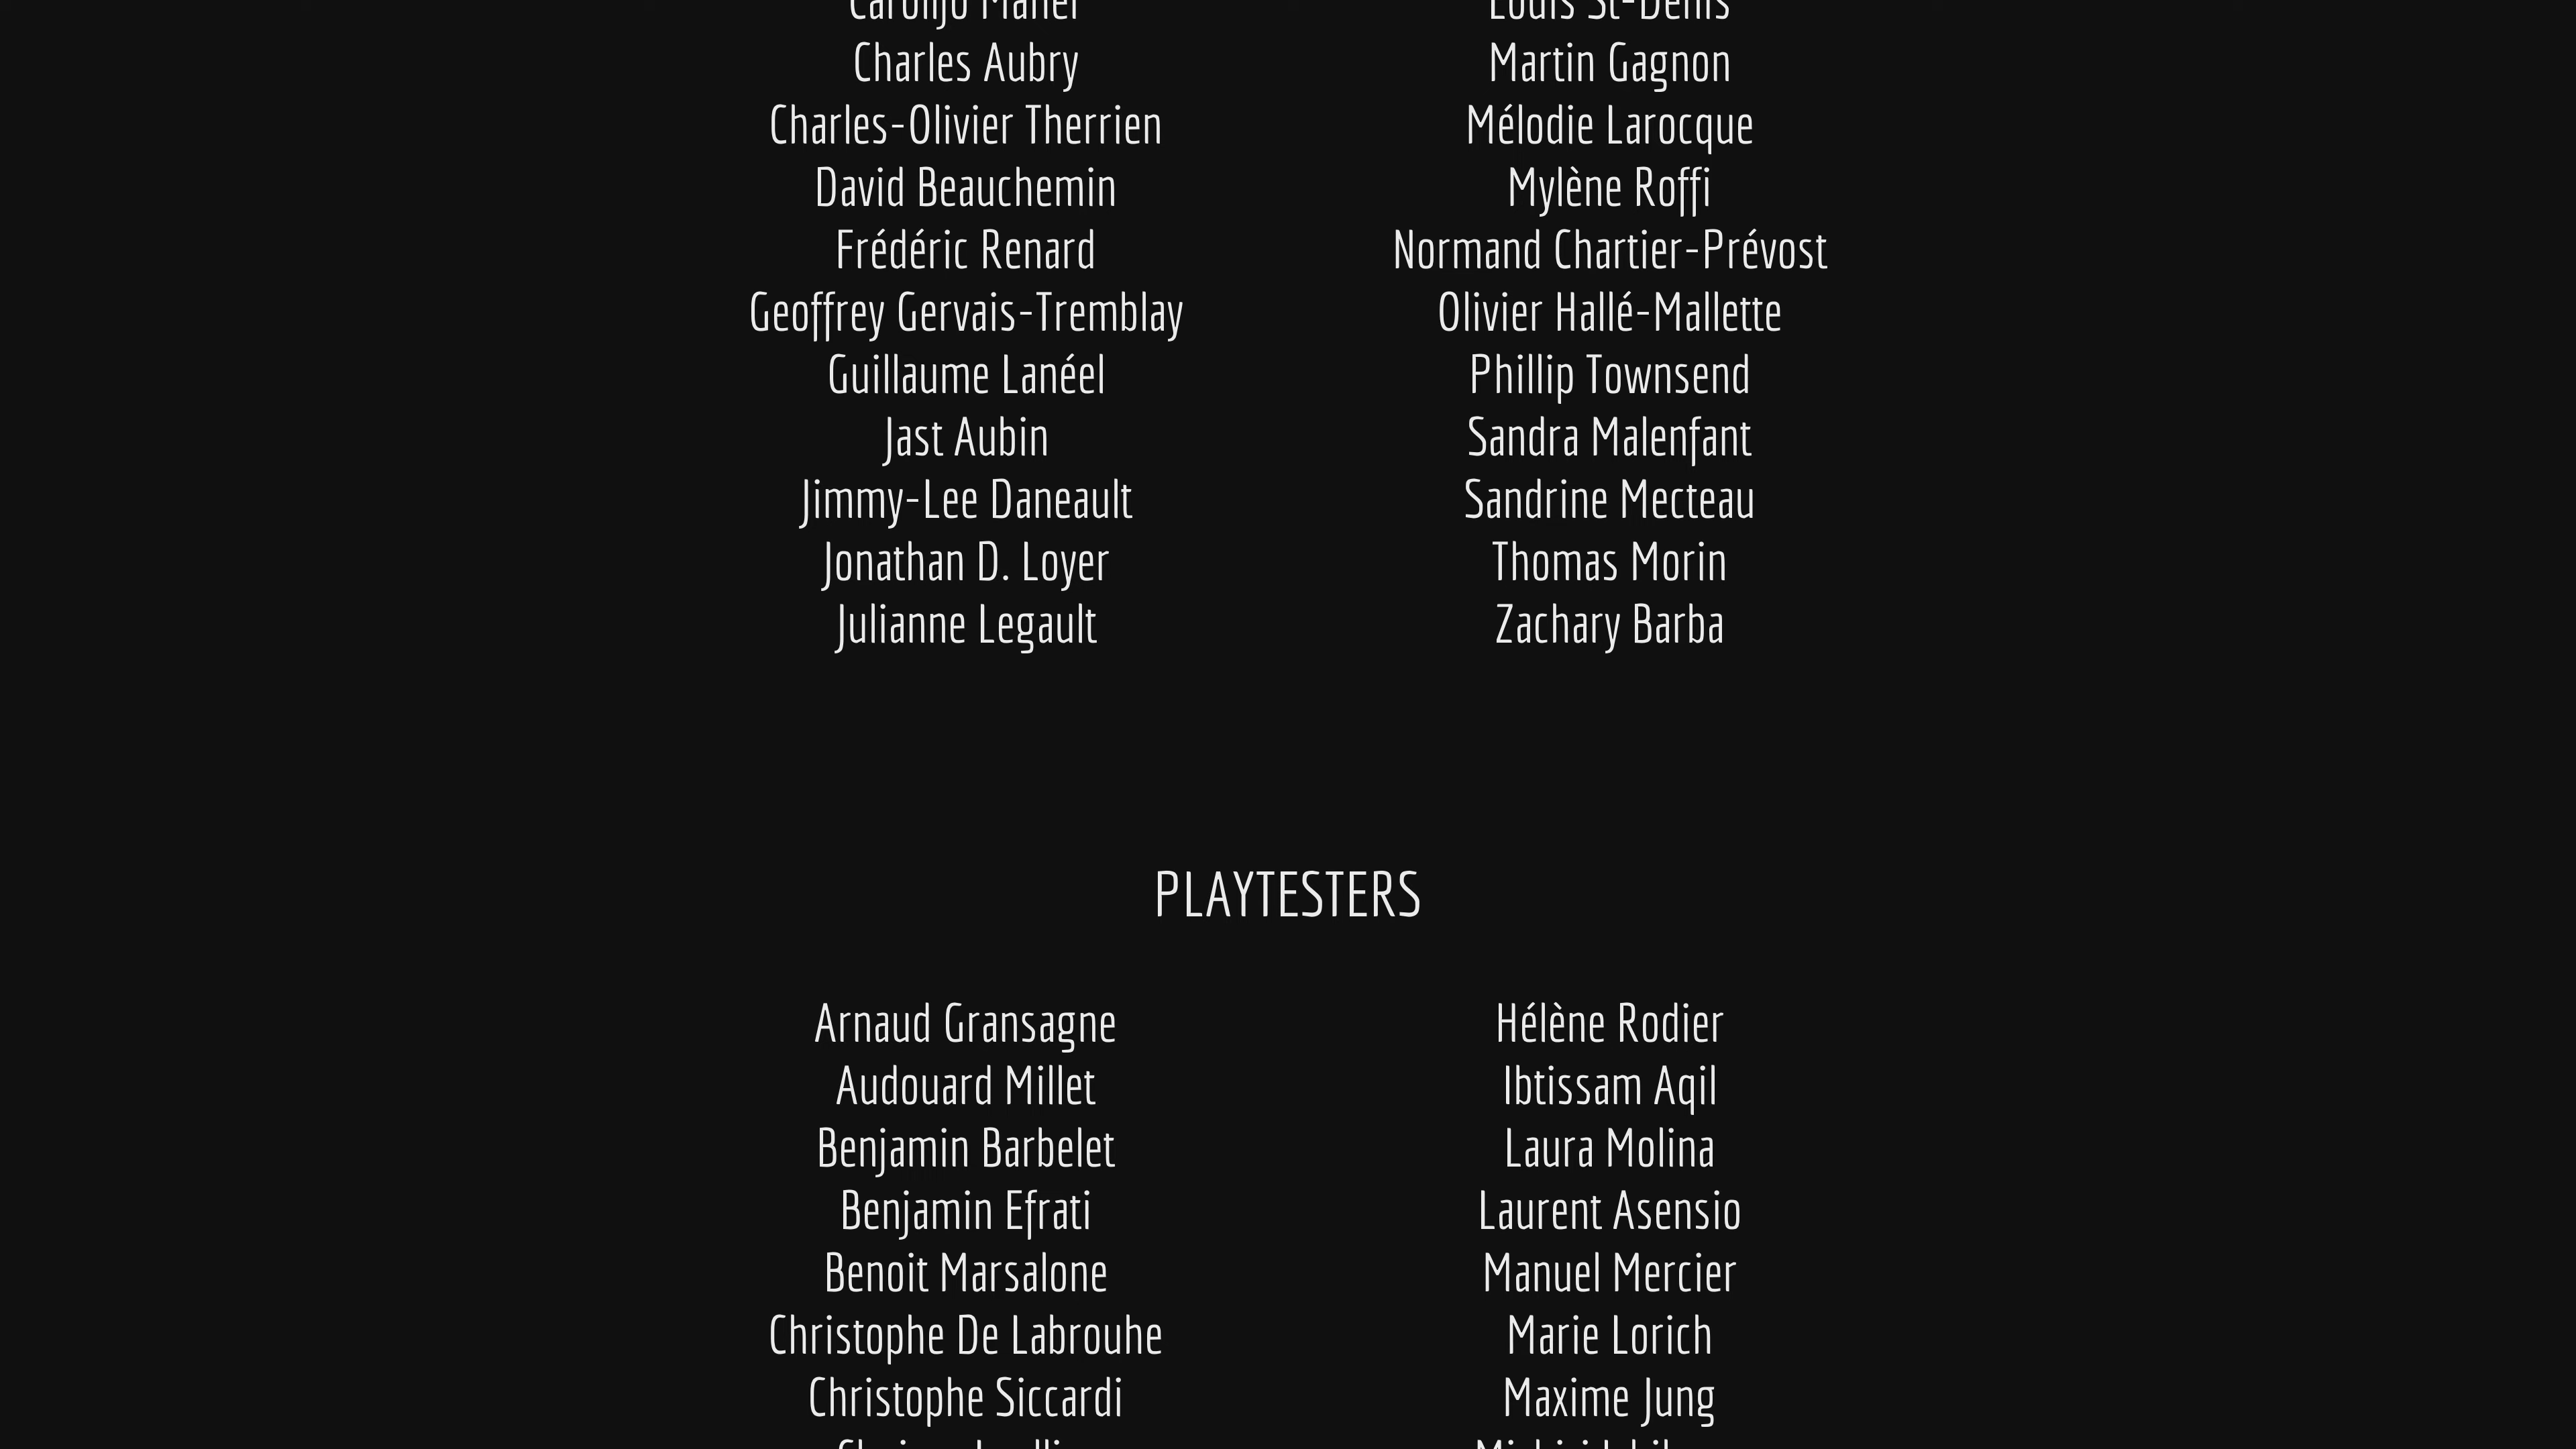 Charles Aubry
Charles-Olivier Therrien
David Beauchemin
Frédéric Renard
Geoffrey Gervais-Tremblay
Guillaume Lanéel
Jast Aubin
Jimmy-Lee Daneault
Jonathan D. Loyer
Julianne Legault
Louis St-Denis
Martin Gagnon
Mélodie Larocque
Mylène Roffi
Normand Chartier-Prévost
Olivier Hallé-Mallette
Phillip Townsend
Sandra Malenfant
Sandrine Mecteau
Thomas Morin
Zachary Barba
PLAYTESTERS
Arnaud Gransagne
Audouard Millet
Benjamin Barbelet
Benjamin Efrati
Benoit Marsalone
Christophe De Labrouhe
Christophe Siccardi
Hélène Rodier
Ibtissam Aqil
Laura Molina
Laurent Asensio
Manuel Mercier
Marie Lorich
Maxime Jung